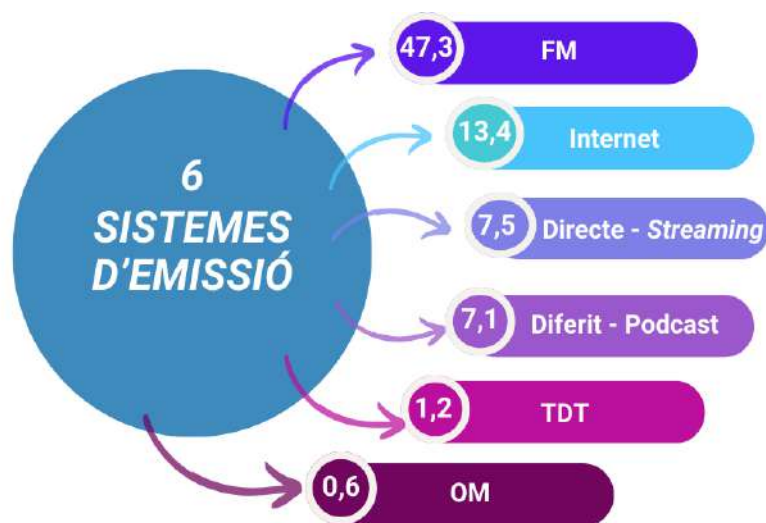 6
SISTEMES
D'EMISSIÓ
47,3 FM
13,4 Internet
7,5 Directe - Streaming
7,1 Diferit - Podcast
1,2 TDT
0,6 OM